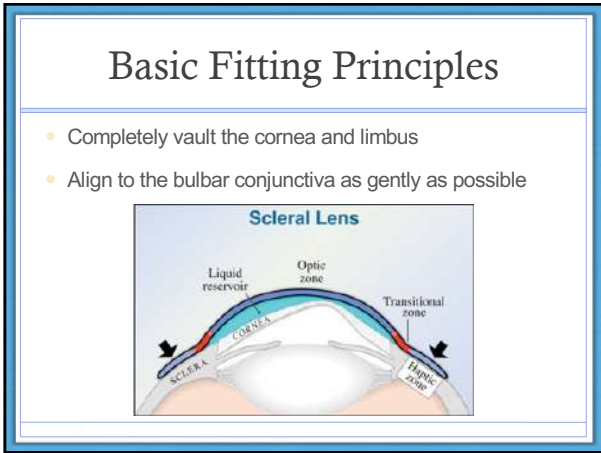 Basic Fitting Principles
Completely vault the cornea and limbus
Align to the bulbar conjunctiva as gently as possible
Scleral Lens
Optic
zone
Liquid
reservoir
Transitional
zone
CORNEA
SCLERA
Haptic
zone